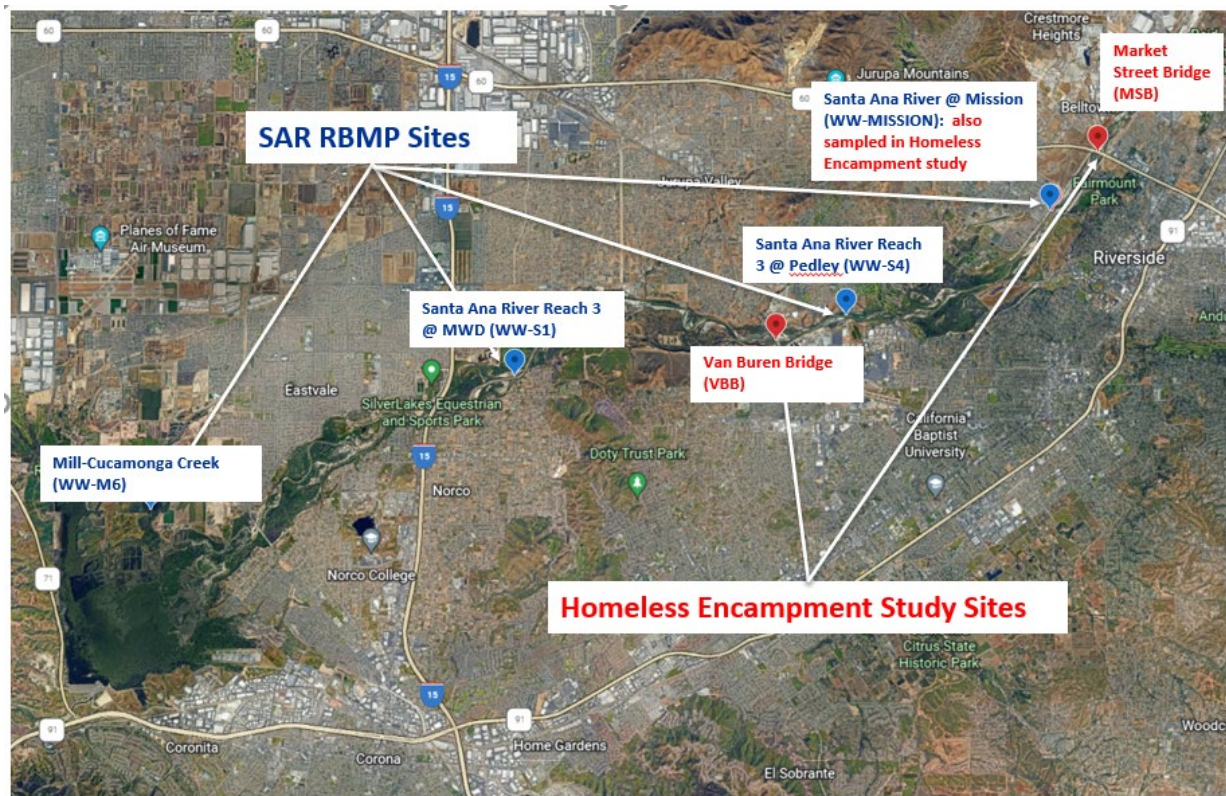 60
60
15
60
60
Crestmore
Heights
Market
Street Bridge
(MSB)
Jurupa Mountains
Santa Ana River @ Mission
(WW-MISSION): also
sampled in Homeless
Encampment study
SAR RBMP Sites
Jurupa Valley
15
Fairmount
Park
91
Planes of Fame
Air Museum
Riverside
Santa Ana River Reach
3 @ Pedley (WW-S4)
Santa Ana River Reach 3
@ MWD (WW-S1)
Van Buren Bridge
(VBB)
Eastvale
SilverLakes Equestrian
and Sports Park
California
Baptist
University
15
Doty Trust Park
Mill-Cucamonga Creek
(WW-M6)
Norco
Norco College
71
Homeless Encampment Study Sites
Citrus State
Historic Park
15
91
91
Coronita
Corona
Home Gardens
El Sobrante